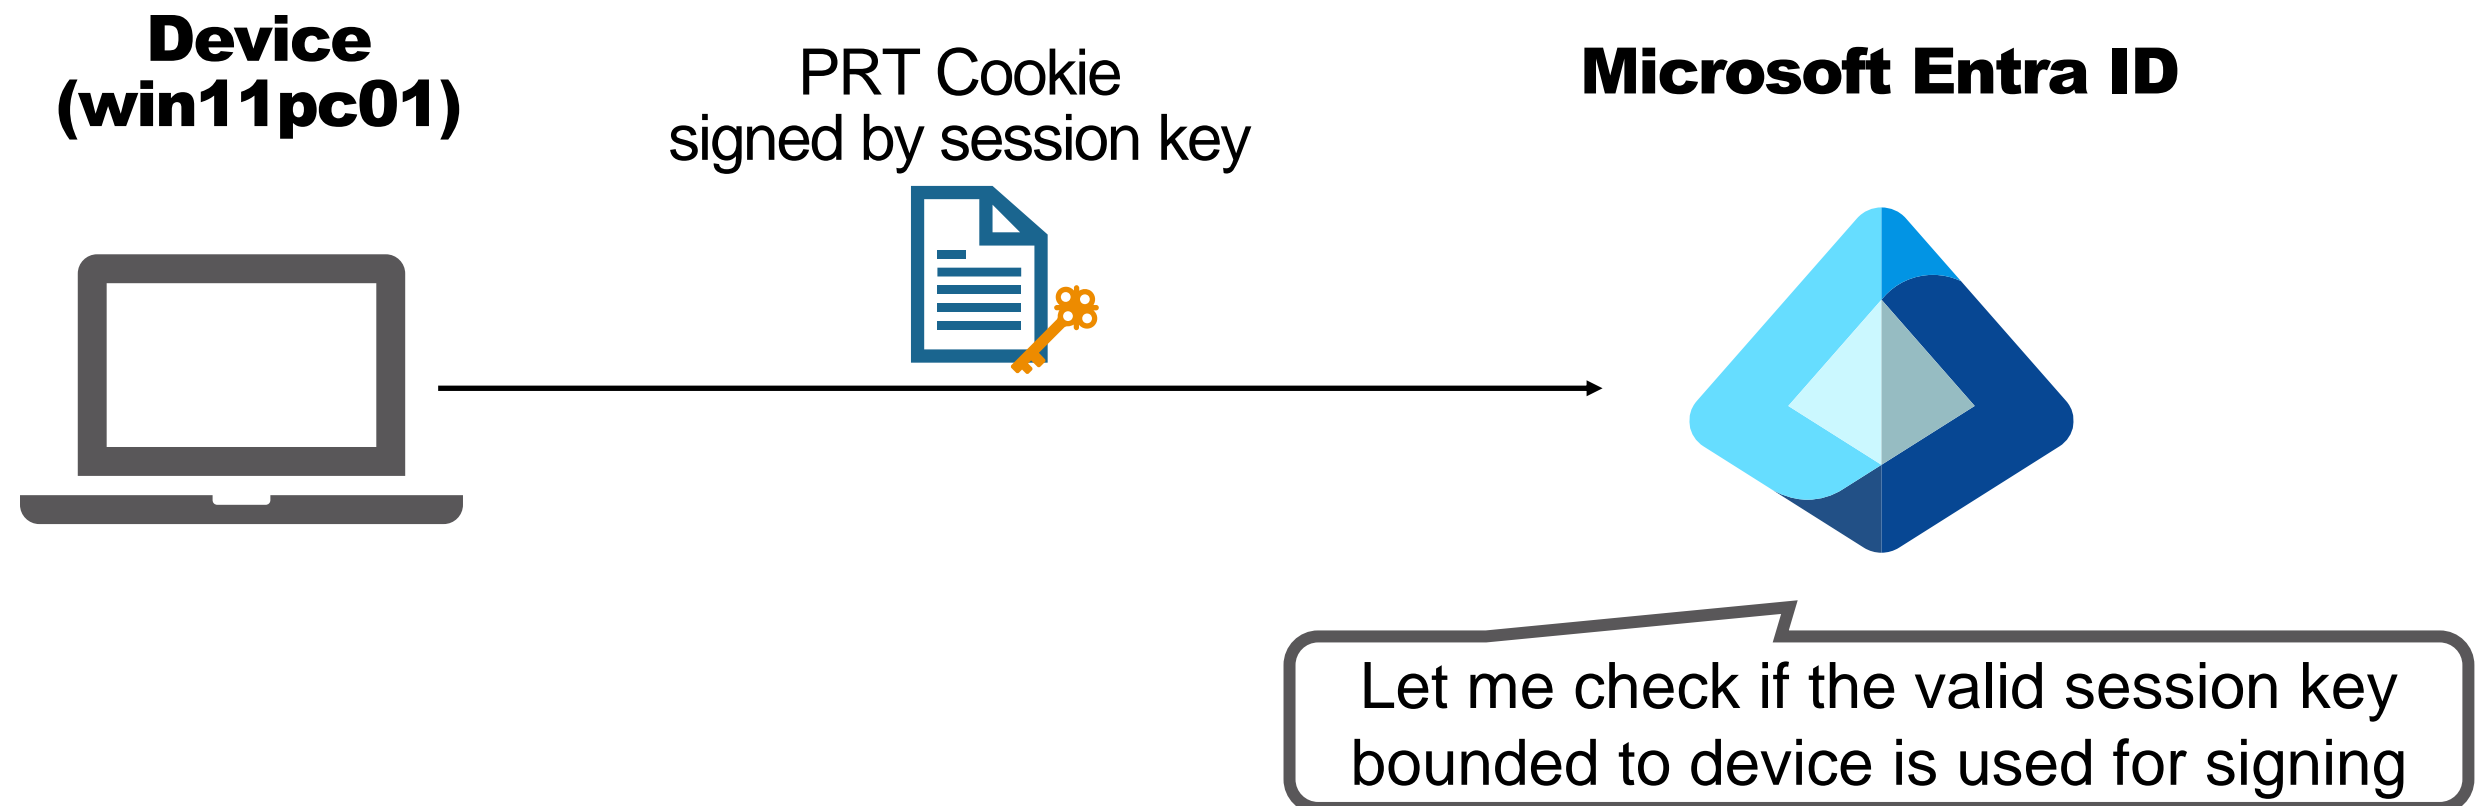 Device
(win11pc01)
PRT Cookie
signed by session key
Microsoft Entra ID
Let me check if the valid session key
bounded to device is used for signing